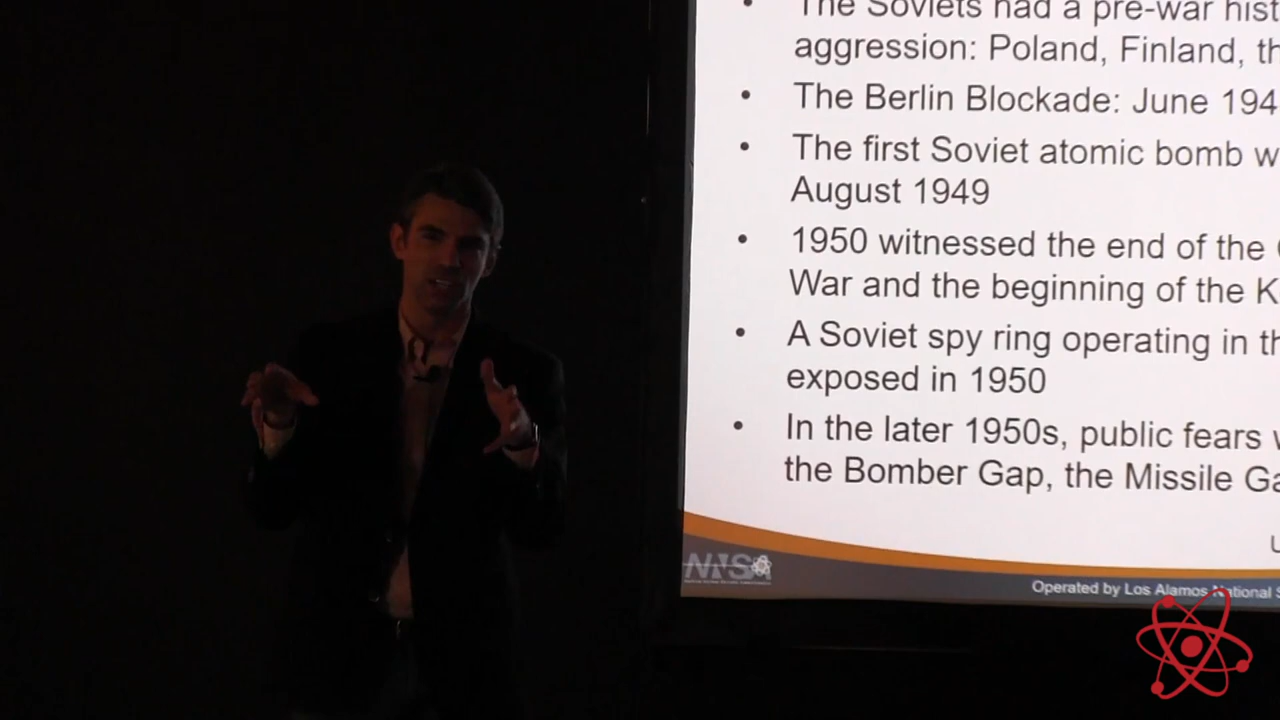 • The Soviets had a pre-war hist
aggression: Poland, Finland, th
• The Berlin Blockade: June 194
• The first Soviet atomic bomb w
August 1949
• 1950 witnessed the end of the
War and the beginning of the K
• A Soviet spy ring operating in th
exposed in 1950
• In the later 1950s, public fears w
the Bomber Gap, the Missile Ga
U
NNSA
Operated by Los Alamos National S